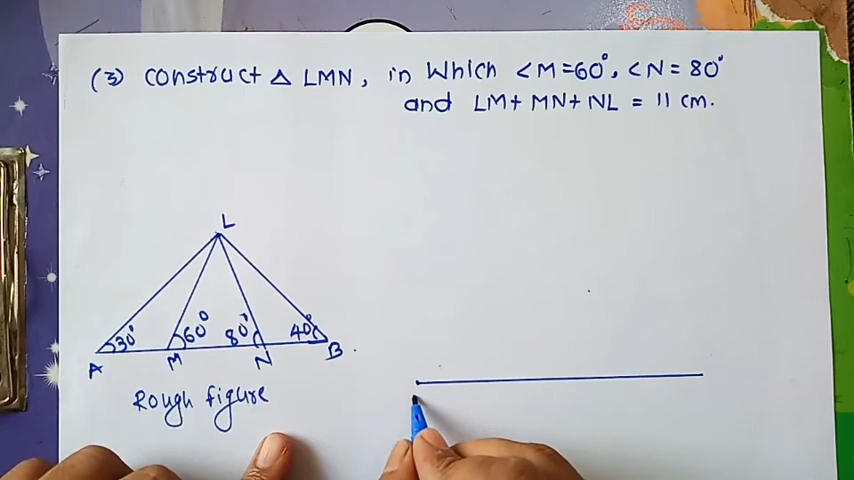 (3) Construct △ LMN, in Which <M=60°, <N=80°
and LM+MN+NL = 11 cm.
L
30° 60° 80° 40°
A M N B
Rough figure